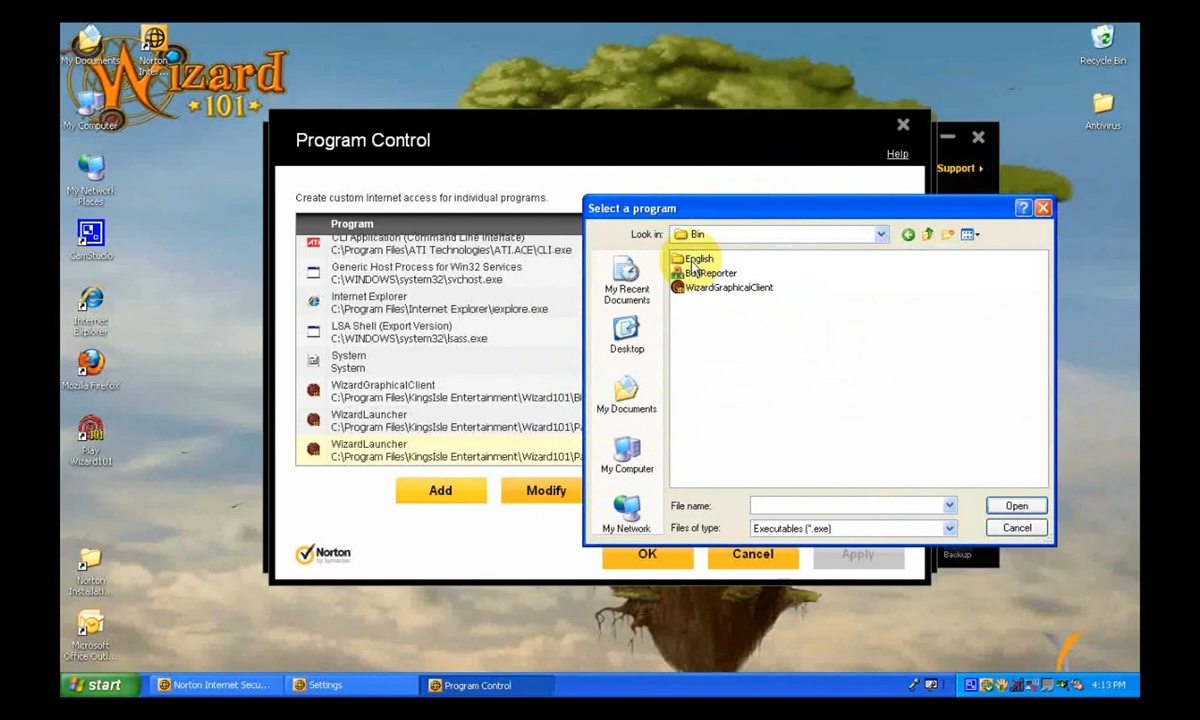 My Documents
Norton
Inter...
Wizard
101
My Computer
My Network
Places
CamStudio
Internet
Explorer
Mozilla Firefox
101
Play
Wizard101
Norton
Installati...
Microsoft
Office Outl...
Recycle Bin
Antivirus
Program Control
Help
Support
Create custom Internet access for individual programs.
Program
CLI Application (Command Line Interface)
C:\Program Files\ATI Technologies\ATI.ACE\CLI.exe
Generic Host Process for Win32 Services
C:\WINDOWS\system32\svchost.exe
Internet Explorer
C:\Program Files\Internet Explorer\iexplore.exe
LSA Shell (Export Version)
C:\WINDOWS\system32\lsass.exe
System
System
WizardGraphicalClient
C:\Program Files\KingsIsle Entertainment\Wizard101\Bi
WizardLauncher
C:\Program Files\KingsIsle Entertainment\Wizard101\Pa
WizardLauncher
C:\Program Files\KingsIsle Entertainment\Wizard101\Pa
Add
Modify
Norton
by Symantec
OK
Cancel
Apply
Backup
Select a program
Look in:
Bin
English
BugReporter
WizardGraphicalClient
My Recent
Documents
Desktop
My Documents
My Computer
My Network
File name:
Open
Files of type:
Executables (*.exe)
Cancel
start
Norton Internet Secu...
Settings
Program Control
4:13 PM